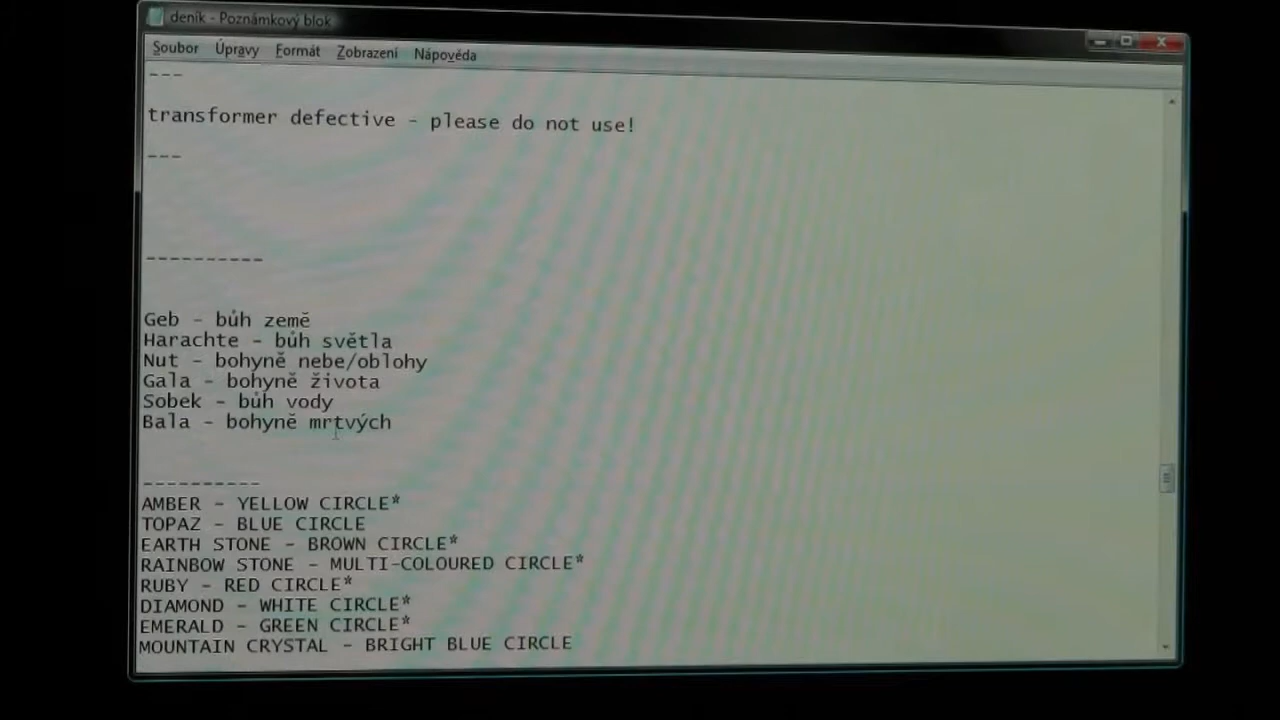 deník - Poznámkový blok
Soubor Úpravy Formát Zobrazení Nápověda
---
transformer defective - please do not use!
---
----------
Geb - bůh země
Harachte - bůh světla
Nut - bohyně nebe/oblohy
Gala - bohyně života
Sobek - bůh vody
Bala - bohyně mrtvých
----------
AMBER - YELLOW CIRCLE*
TOPAZ - BLUE CIRCLE
EARTH STONE - BROWN CIRCLE*
RAINBOW STONE - MULTI-COLOURED CIRCLE*
RUBY - RED CIRCLE*
DIAMOND - WHITE CIRCLE*
EMERALD - GREEN CIRCLE*
MOUNTAIN CRYSTAL - BRIGHT BLUE CIRCLE